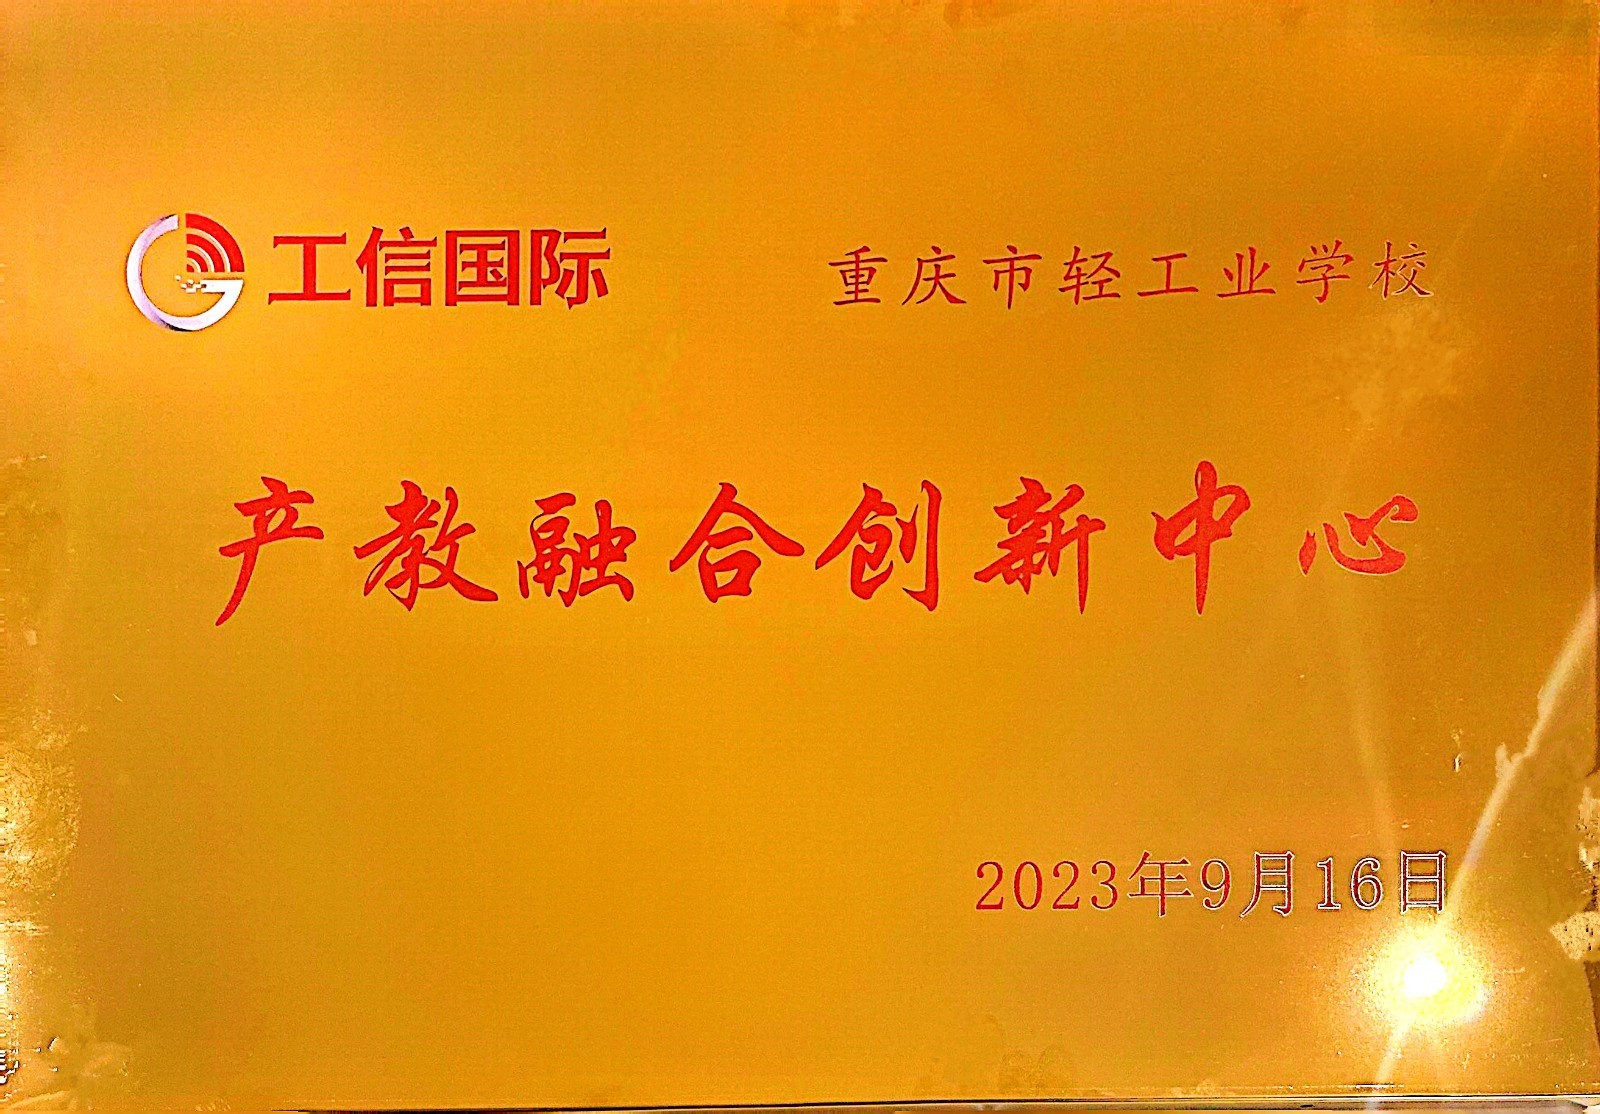 工信国际 重庆市轻工业学校
产教融合创新中心
2023年9月16日